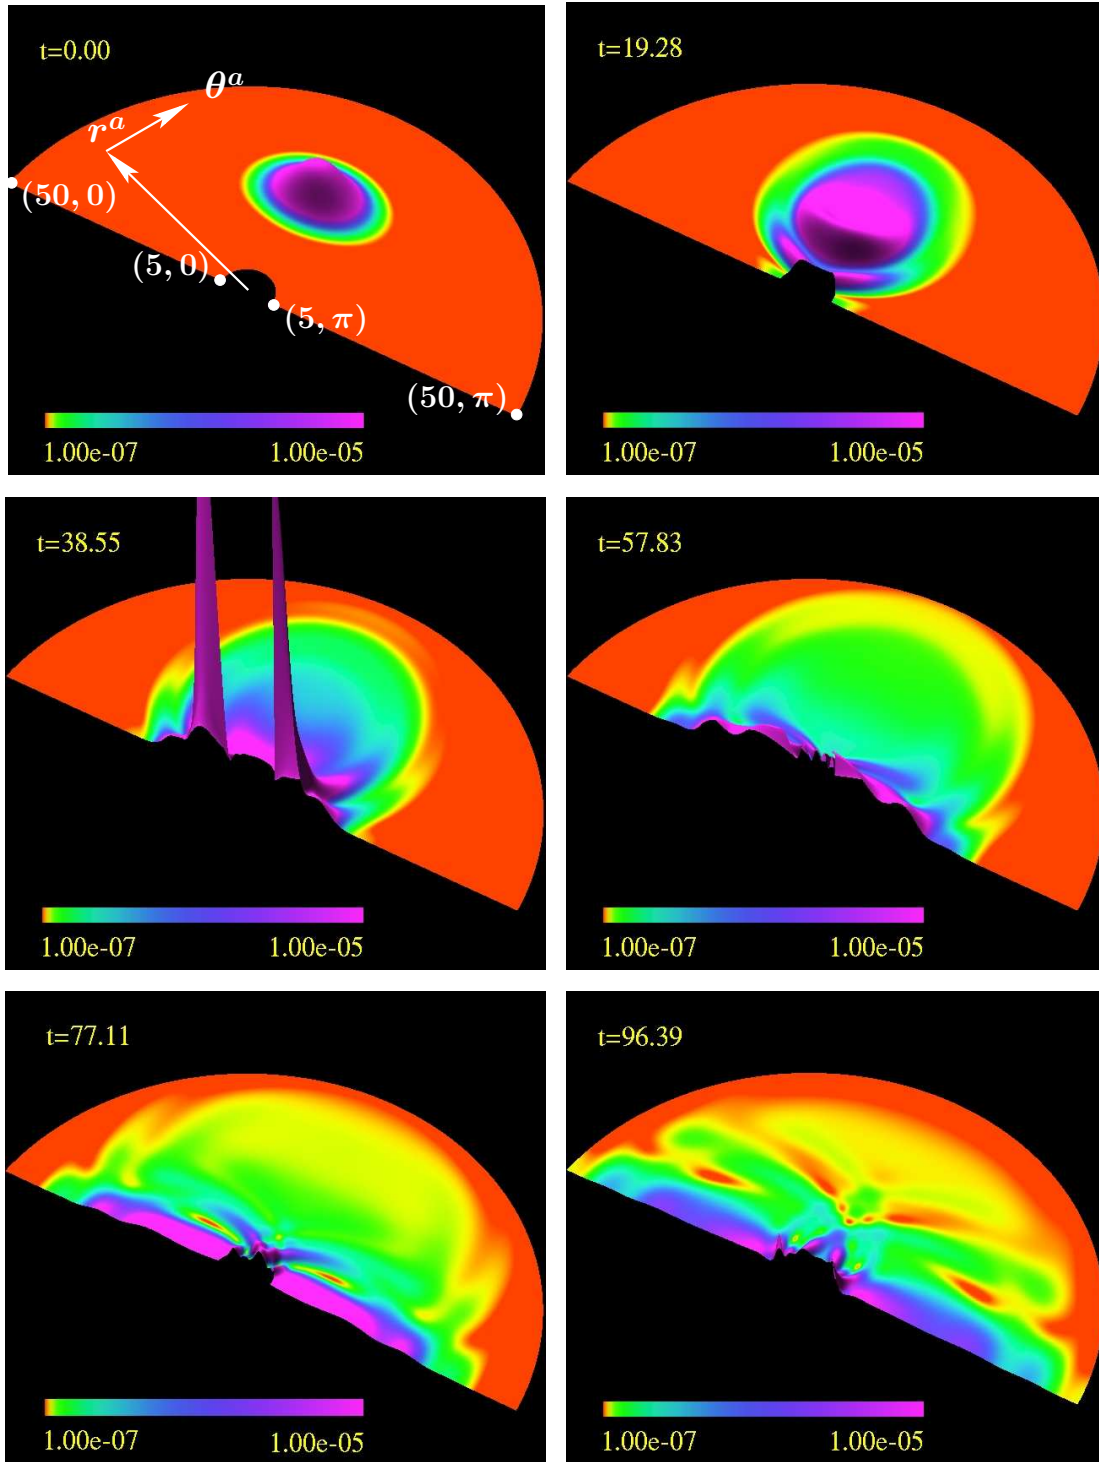 t=0.00
θ^a
r^a
(50, 0)
(5, 0)
(5, π)
(50, π)
1.00e-07 1.00e-05
t=19.28
1.00e-07 1.00e-05
t=38.55
1.00e-07 1.00e-05
t=57.83
1.00e-07 1.00e-05
t=77.11
1.00e-07 1.00e-05
t=96.39
1.00e-07 1.00e-05